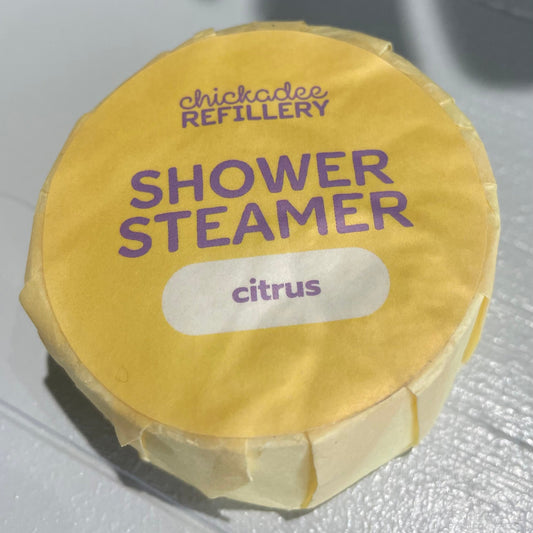 chickadee
REFILLERY
SHOWER
STEAMER
citrus